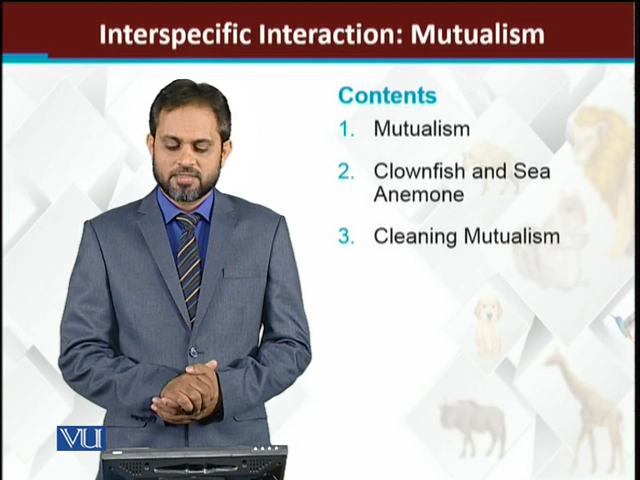 Interspecific Interaction: Mutualism
Contents
1. Mutualism
2. Clownfish and Sea
Anemone
3. Cleaning Mutualism
VU